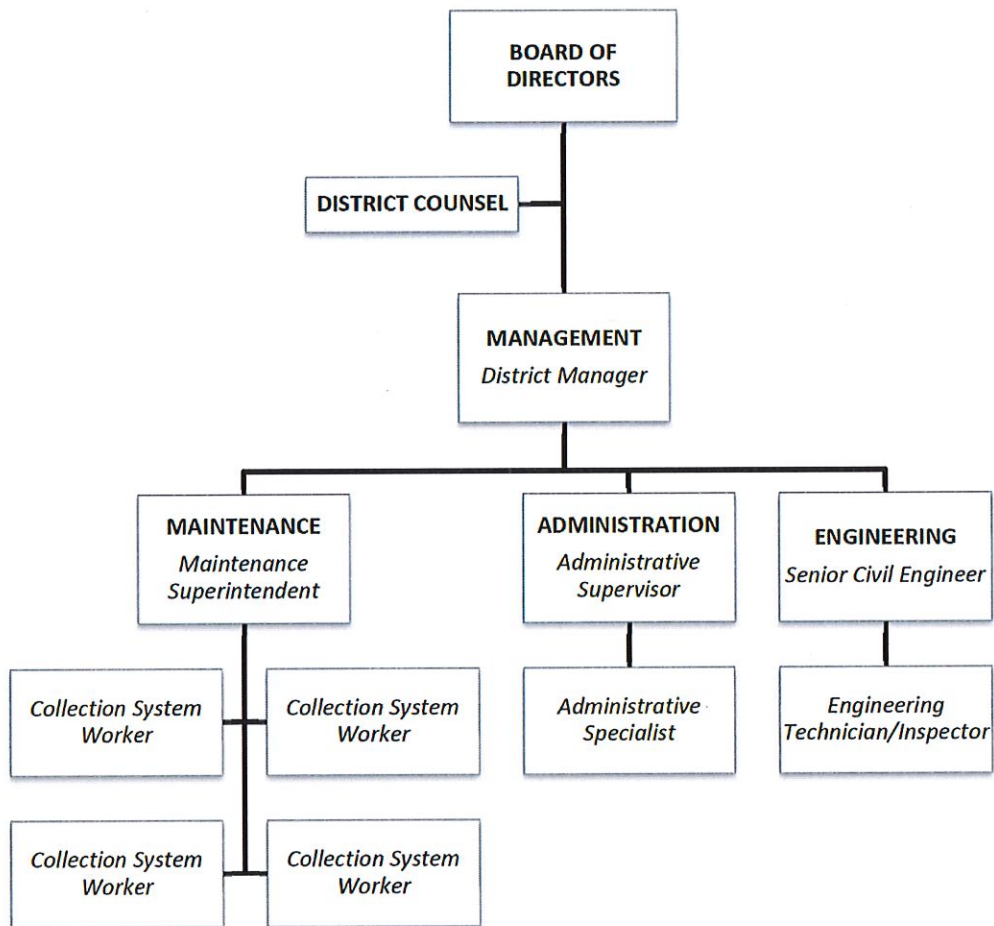 BOARD OF
DIRECTORS
DISTRICT COUNSEL
MANAGEMENT
District Manager
MAINTENANCE
Maintenance
Superintendent
ADMINISTRATION
Administrative
Supervisor
ENGINEERING
Senior Civil Engineer
Collection System
Worker
Collection System
Worker
Administrative
Specialist
Engineering
Technician/Inspector
Collection System
Worker
Collection System
Worker